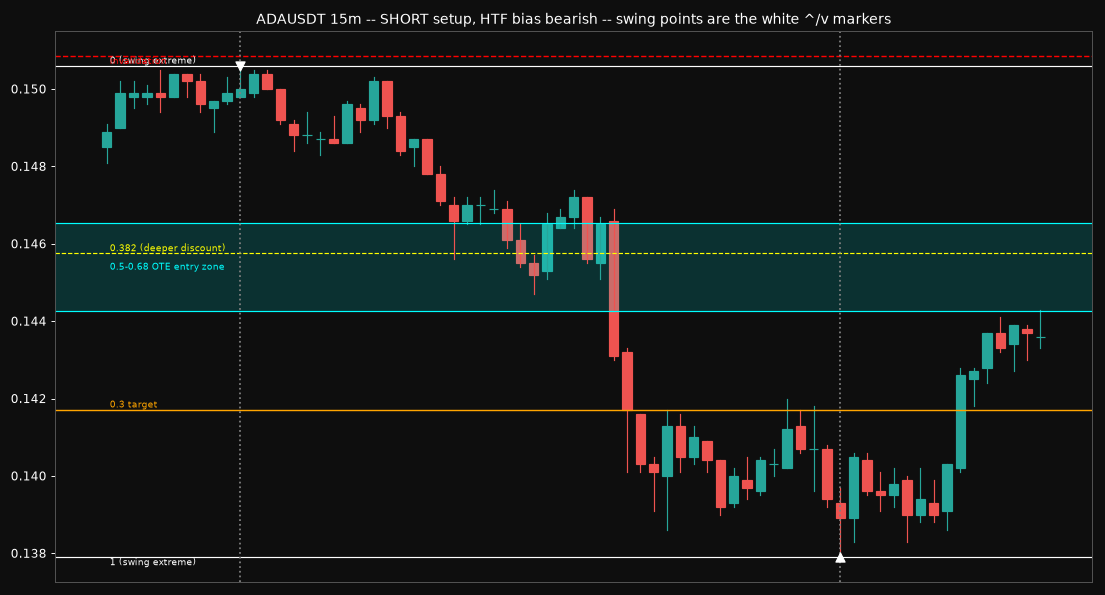 ADAUSDT 15m -- SHORT setup, HTF bias bearish -- swing points are the white ^/v markers
0 (swing extreme)
0.150
0.148
0.146
0.382 (deeper discount)
0.5-0.68 OTE entry zone
0.144
0.142
0.3 target
0.140
0.138
1 (swing extreme)